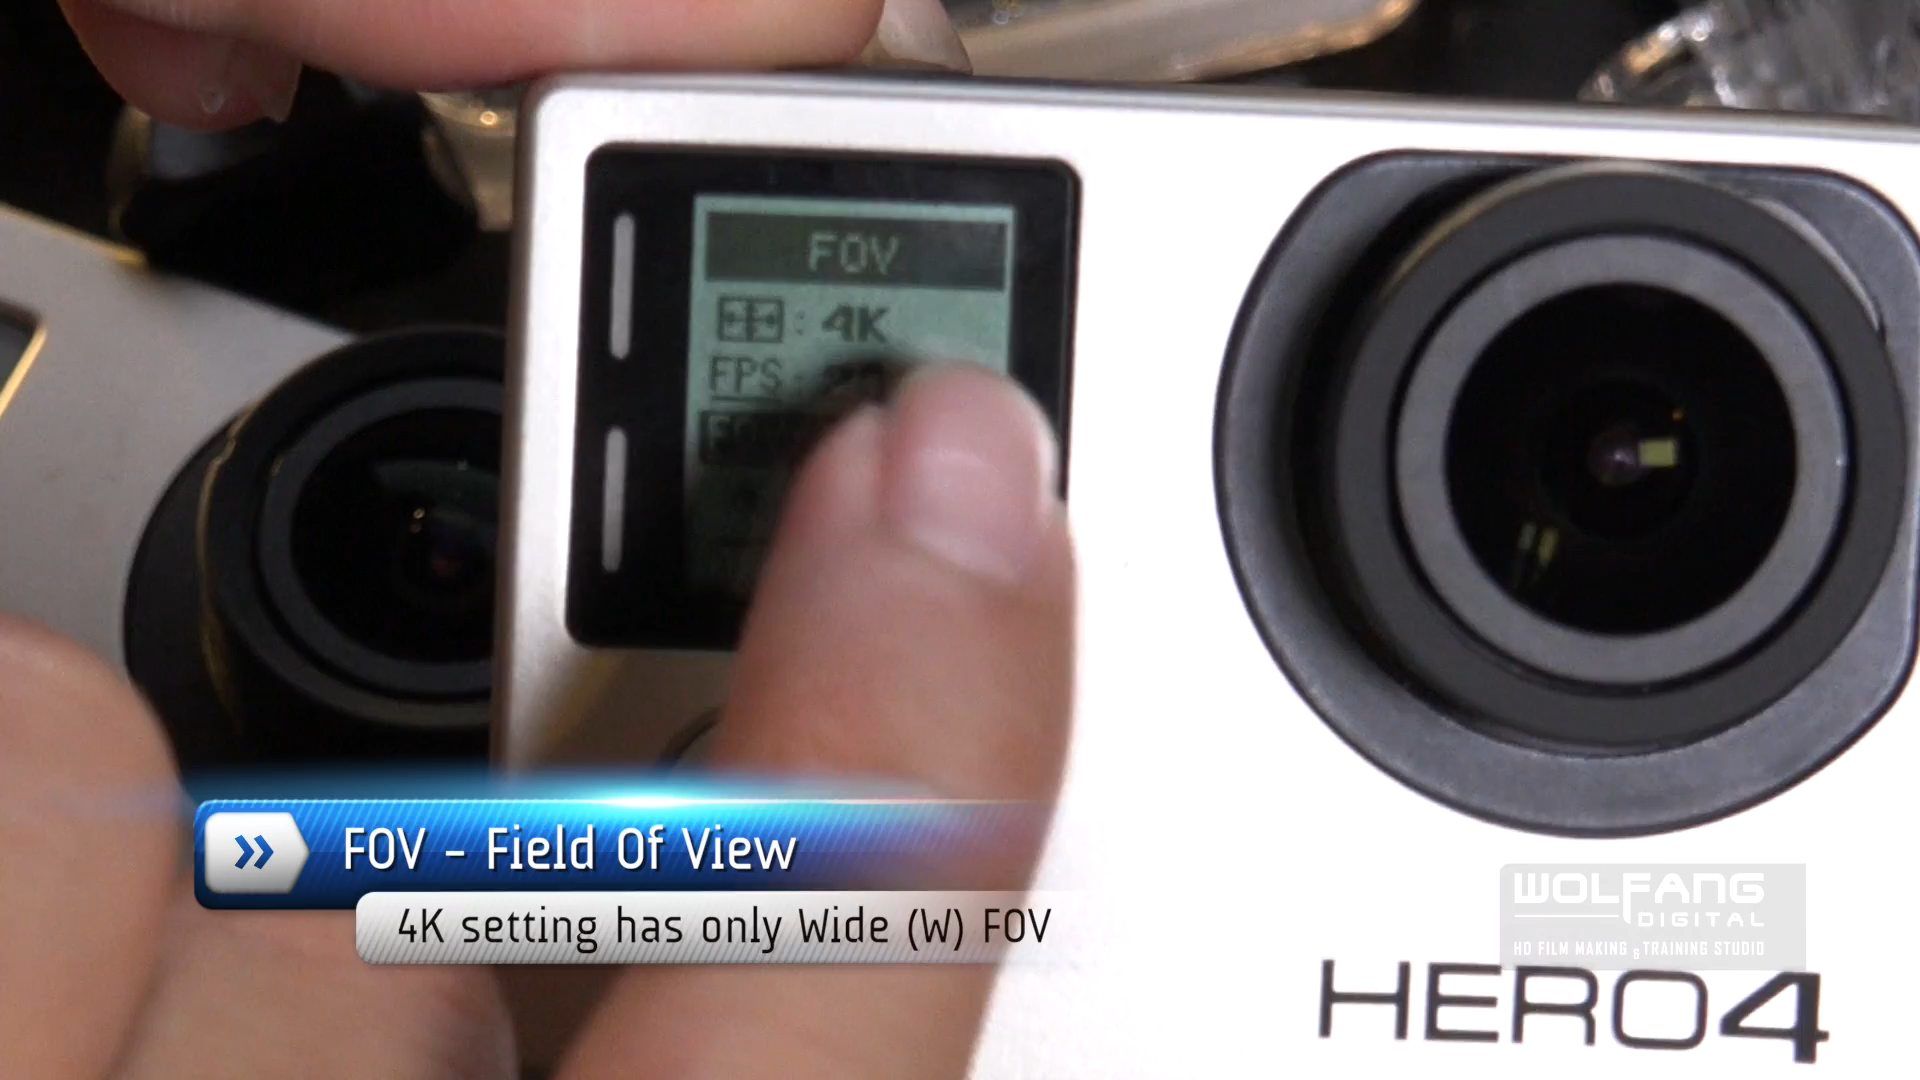 FOV
: 4K
FPS :
FOV - Field Of View
4K setting has only Wide (W) FOV
WOLFANG
DIGITAL
HD FILM MAKING & TRAINING STUDIO
HERO4